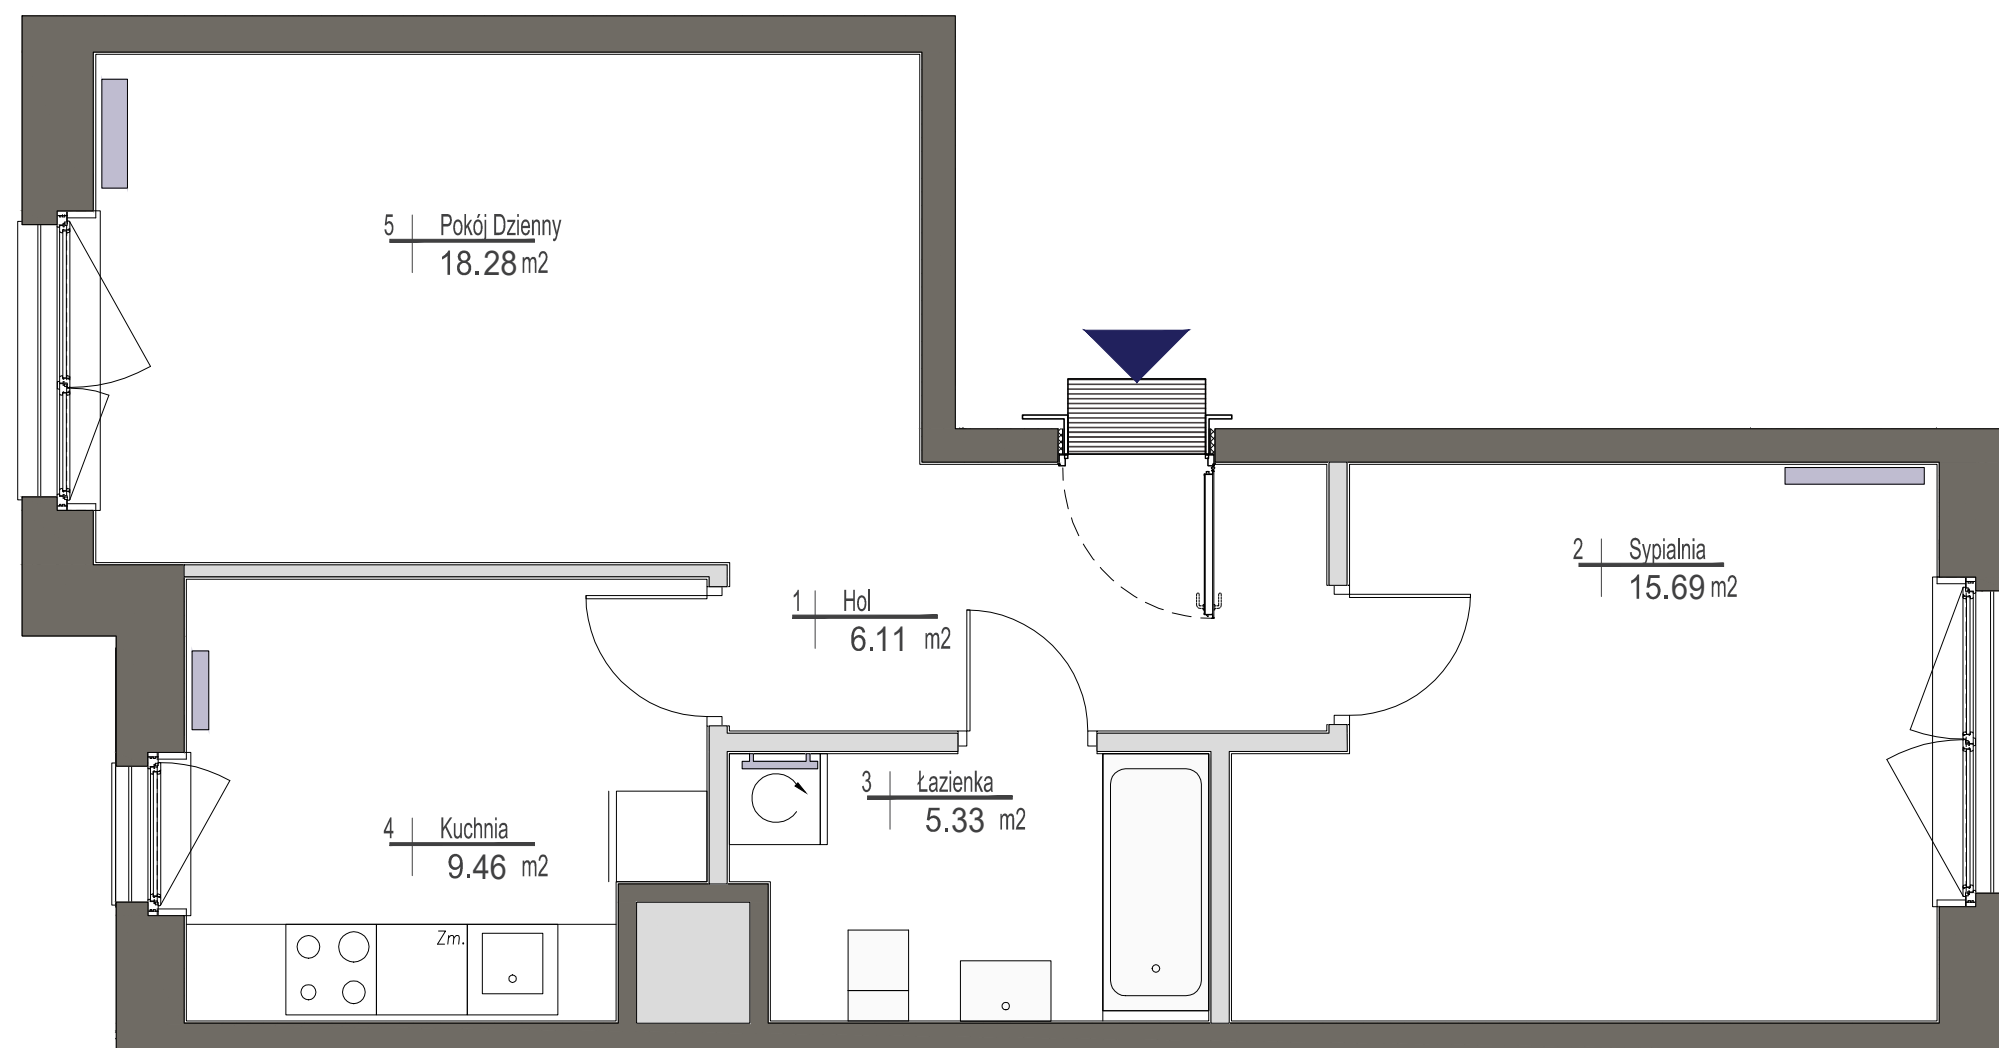 5 Pokój Dzienny
18.28 m2
2 Sypialnia
15.69 m2
1 Hol
6.11 m2
3 Łazienka
5.33 m2
4 Kuchnia
9.46 m2
Zm.